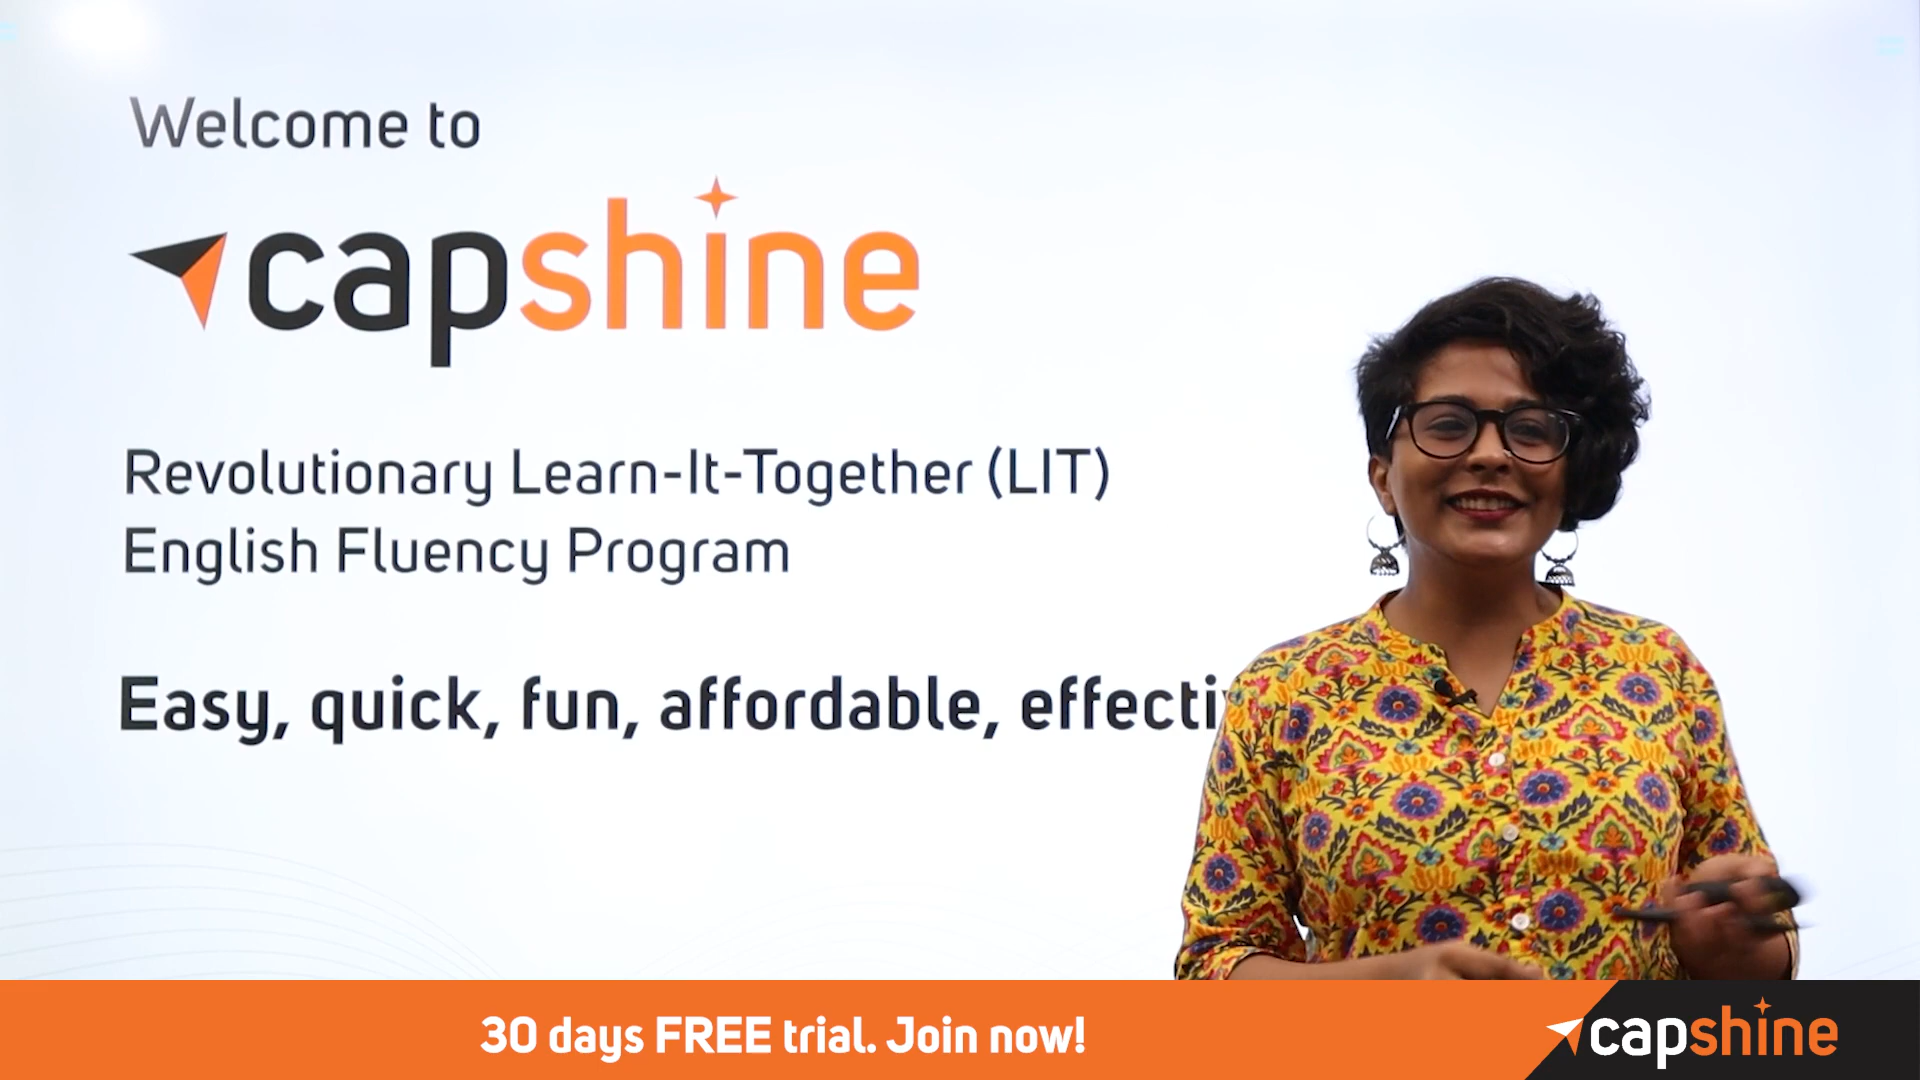 Welcome to
capshine
Revolutionary Learn-It-Together (LIT)
English Fluency Program
Easy, quick, fun, affordable,
30 days FREE trial. Join now!
capshine